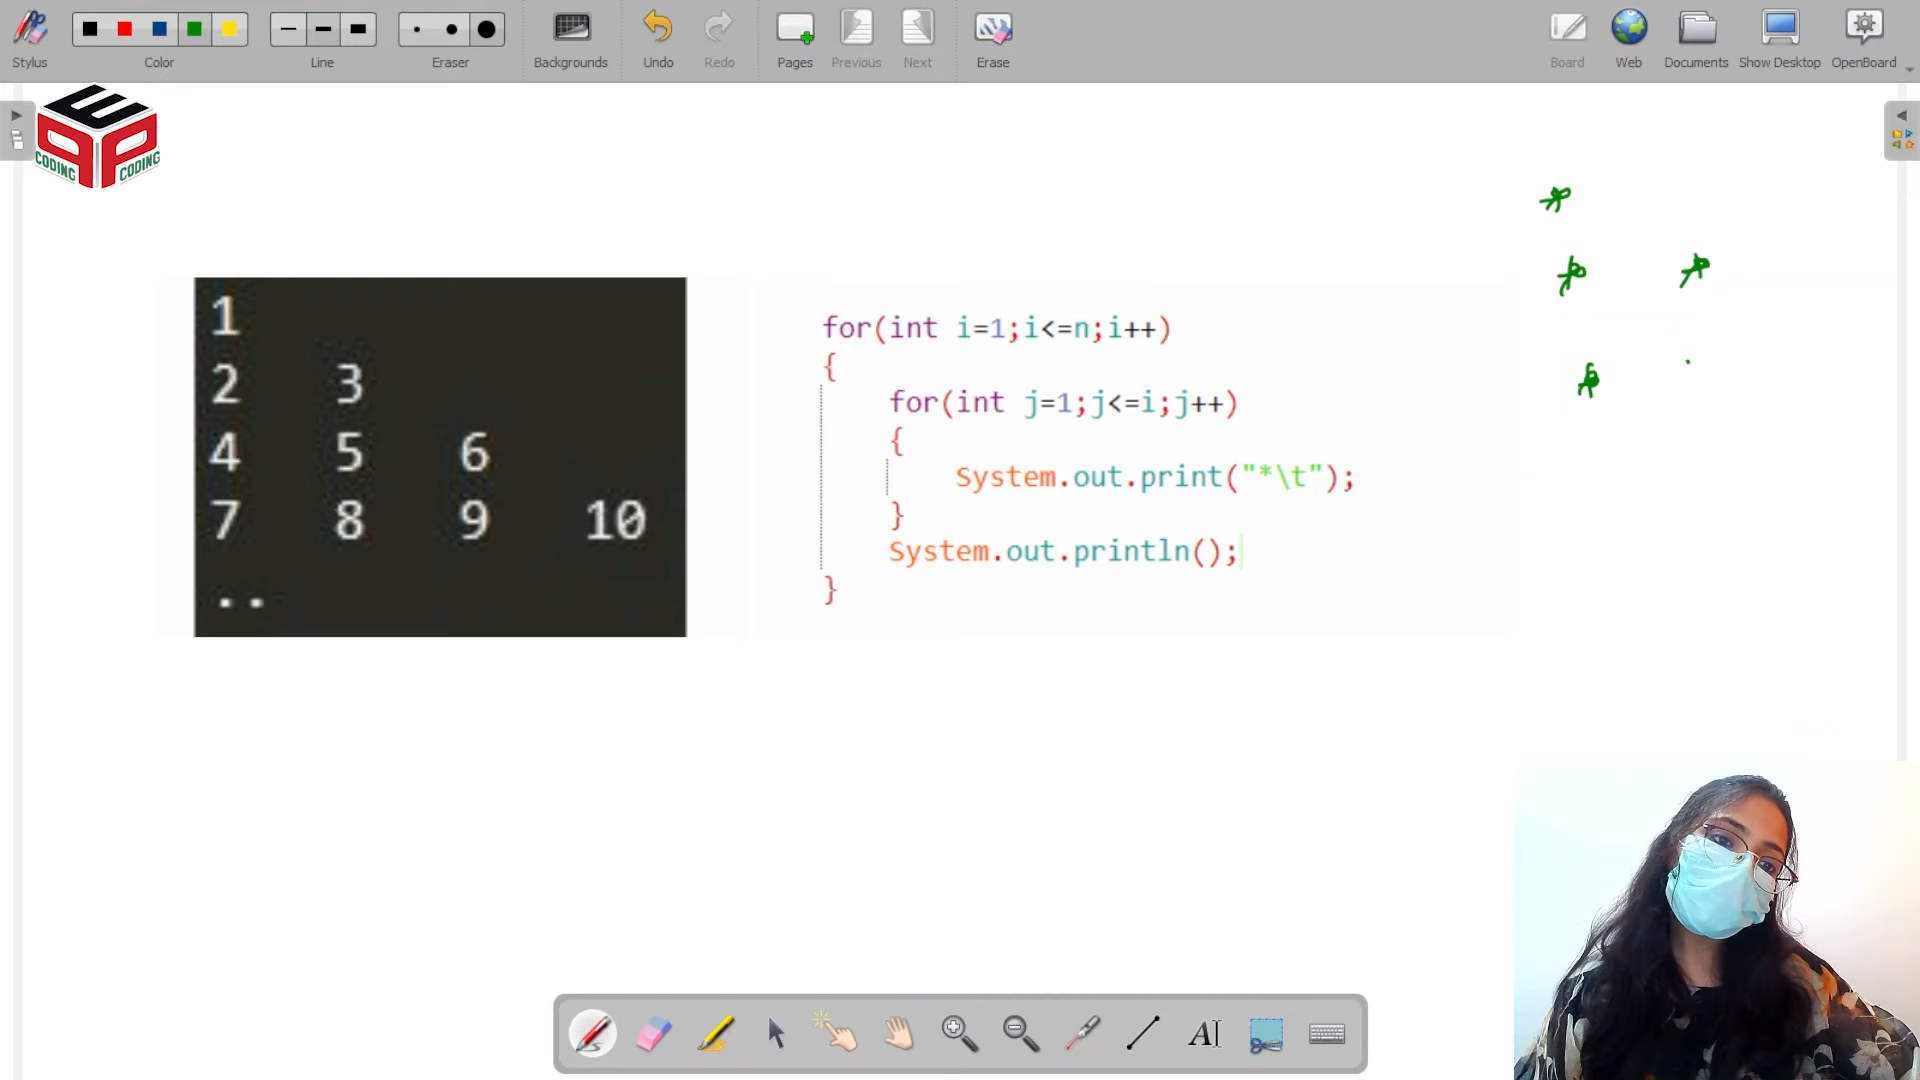 Stylus Color Line Eraser Backgrounds Undo Redo Pages Previous Next Erase Board Web Documents Show Desktop OpenBoard
CODING CODING
1
2 3
4 5 6
7 8 9 10
..
for(int i=1;i<=n;i++)
{
for(int j=1;j<=i;j++)
{
System.out.print("*\t");
}
System.out.println();
}
*
* *
* .
AI